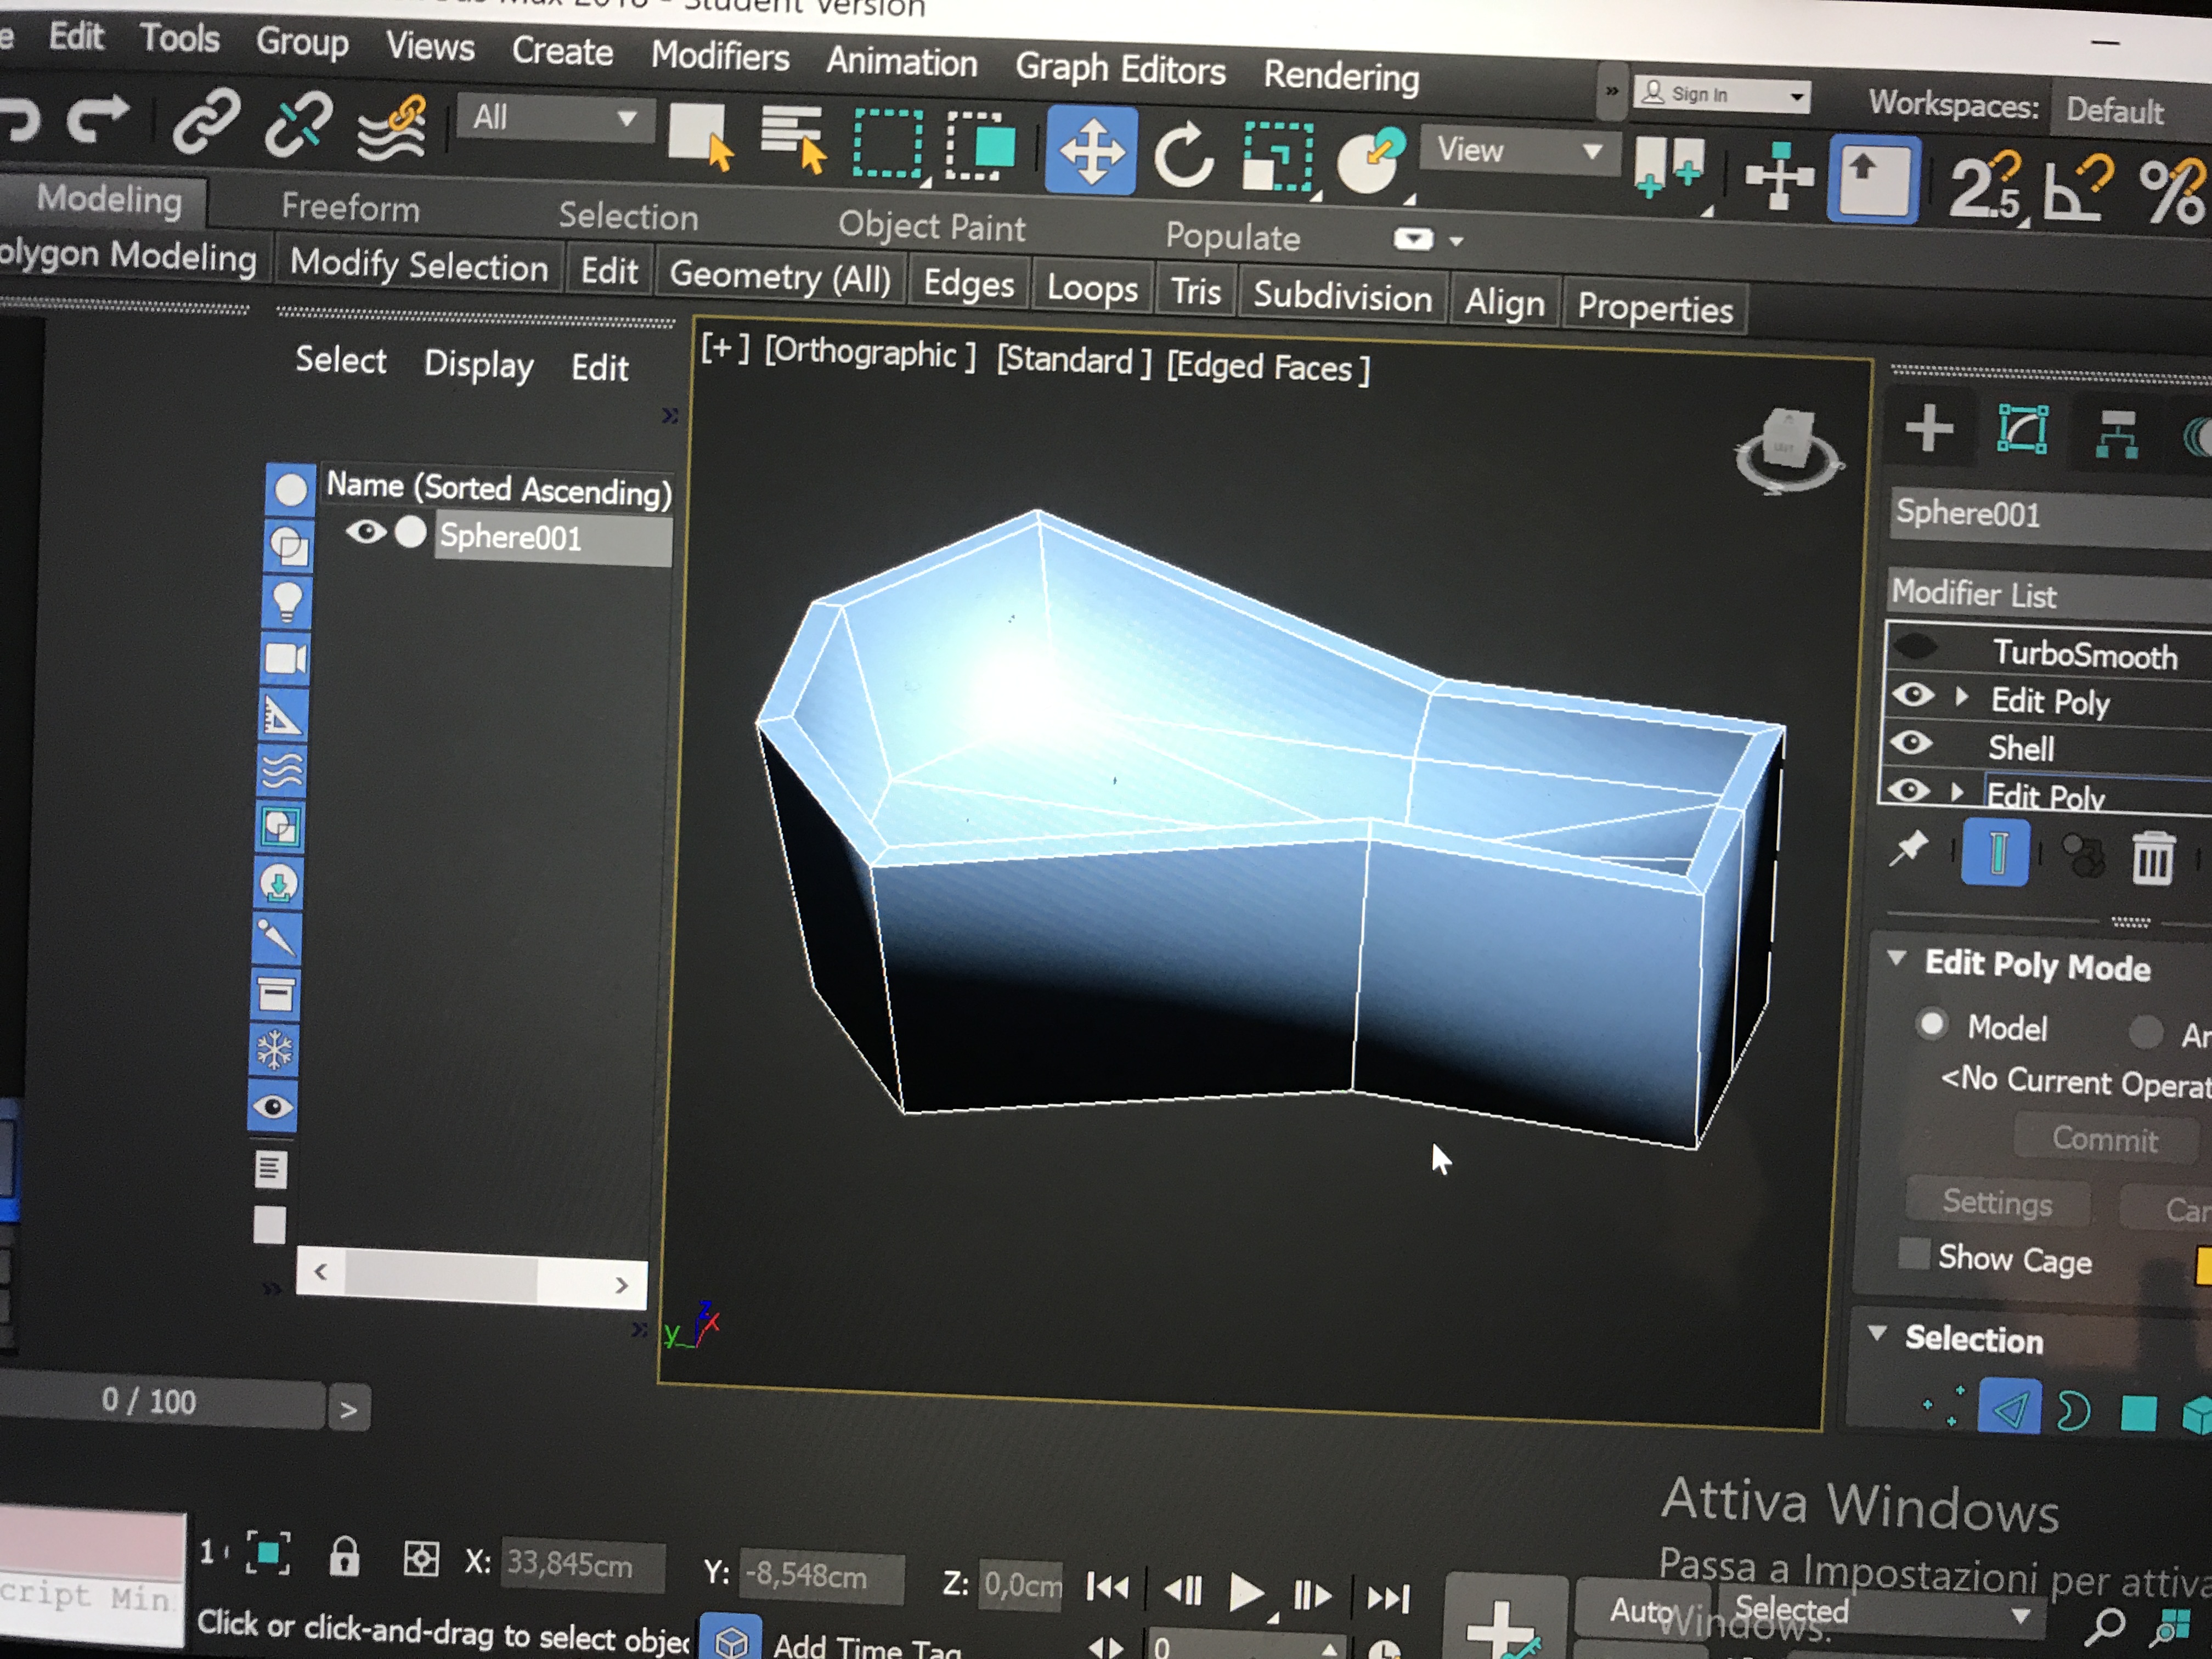 Student Version
Edit Tools Group Views Create Modifiers Animation Graph Editors Rendering
Sign In
Workspaces: Default
All
View
2.5
%
Modeling Freeform Selection Object Paint Populate
olygon Modeling Modify Selection Edit Geometry (All) Edges Loops Tris Subdivision Align Properties
Select Display Edit
[+] [Orthographic] [Standard] [Edged Faces]
Name (Sorted Ascending)
Sphere001
Sphere001
Modifier List
TurboSmooth
Edit Poly
Shell
Edit Poly
Edit Poly Mode
Model
<No Current Operat
Commit
Settings
Show Cage
Selection
z
x
y
0 / 100
>
Attiva Windows
Passa a Impostazioni per attiva
Windows.
cript Min
X: 33,845cm Y: -8,548cm Z: 0,0cm
Auto Selected
Click or click-and-drag to select objec
Add Time Tag
0